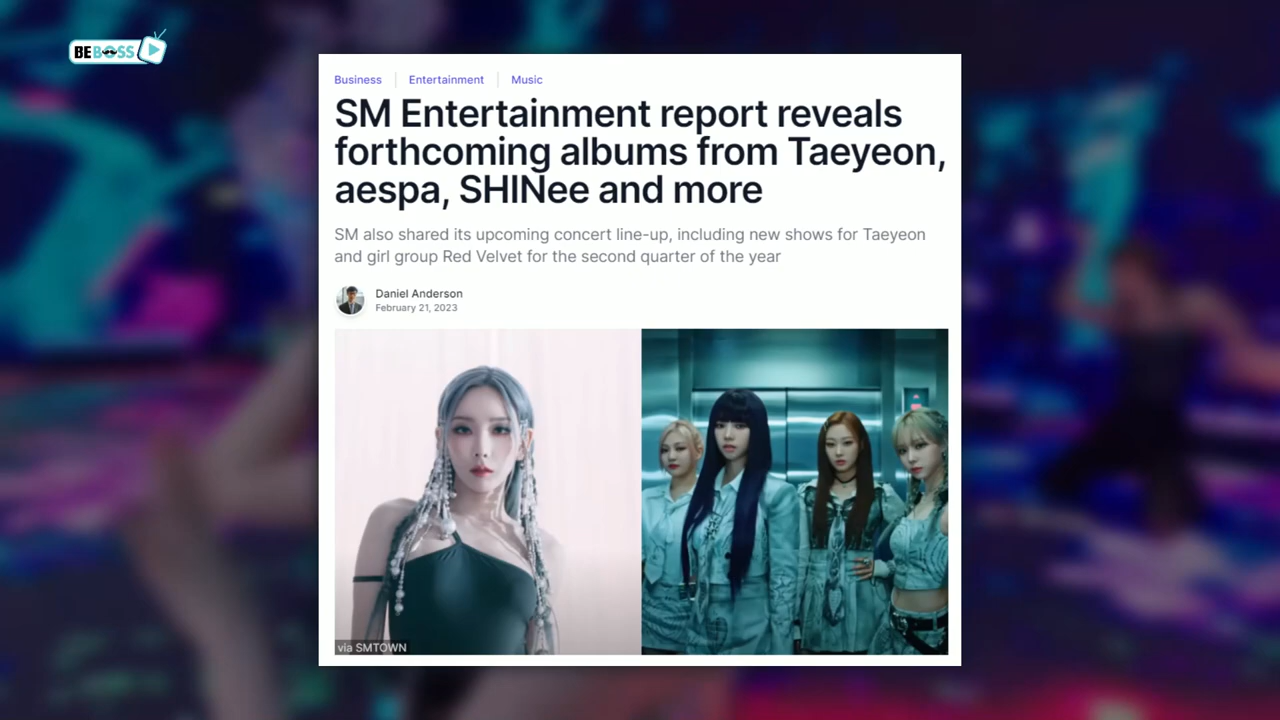 BEBOSS
Business
Entertainment
Music
SM Entertainment report reveals
forthcoming albums from Taeyeon,
aespa, SHINee and more
SM also shared its upcoming concert line-up, including new shows for Taeyeon
and girl group Red Velvet for the second quarter of the year
Daniel Anderson
February 21, 2023
via SMTOWN